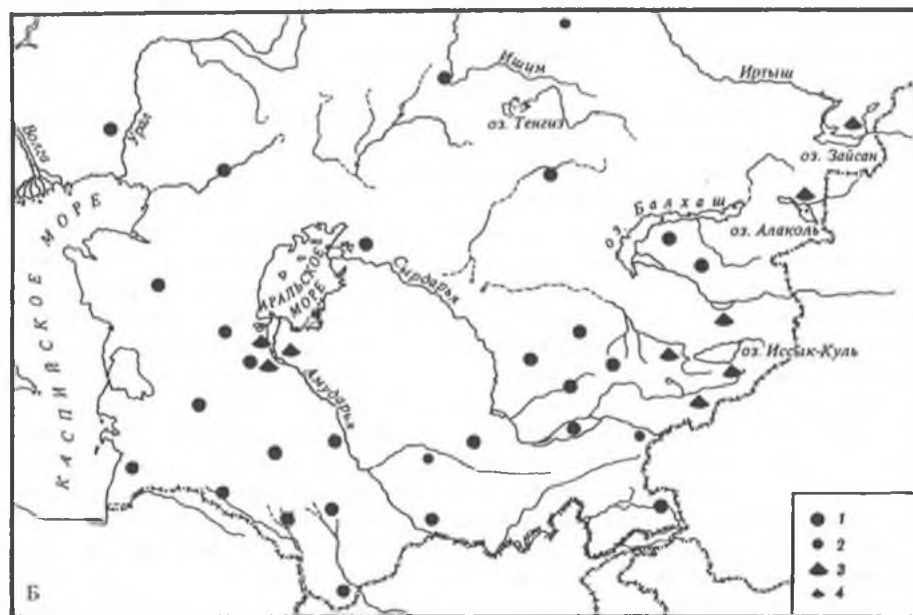 Ишим
Иртыш
оз. Тенгиз
Волга
Урал
оз. Зайсан
оз. Балхаш
оз. Алаколь
КАСПИЙСКОЕ МОРЕ
АРАЛЬСКОЕ
МОРЕ
Сырдарья
оз. Иссык-Куль
Амударья
1
2
3
4
Б